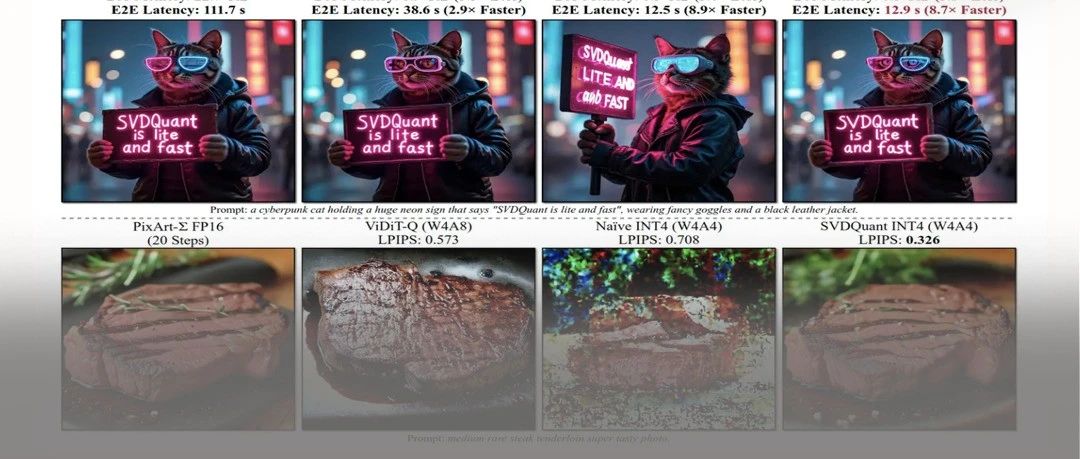 E2E Latency: 111.7 s
E2E Latency: 38.6 s (2.9× Faster)
E2E Latency: 12.5 s (8.9× Faster)
E2E Latency: 12.9 s (8.7× Faster)
SVDQuant
is lite
and fast
SVDQuant
is lite
and fast
SVDQuant
LITE AND
FAST
SVDQuant
is lite
and fast
Prompt: a cyberpunk cat holding a huge neon sign that says "SVDQuant is lite and fast", wearing fancy goggles and a black leather jacket.
PixArt-Σ FP16
(20 Steps)
ViDiT-Q (W4A8)
LPIPS: 0.573
Naïve INT4 (W4A4)
LPIPS: 0.708
SVDQuant INT4 (W4A4)
LPIPS: 0.326
Prompt: medium rare steak tenderloin super tasty photo.